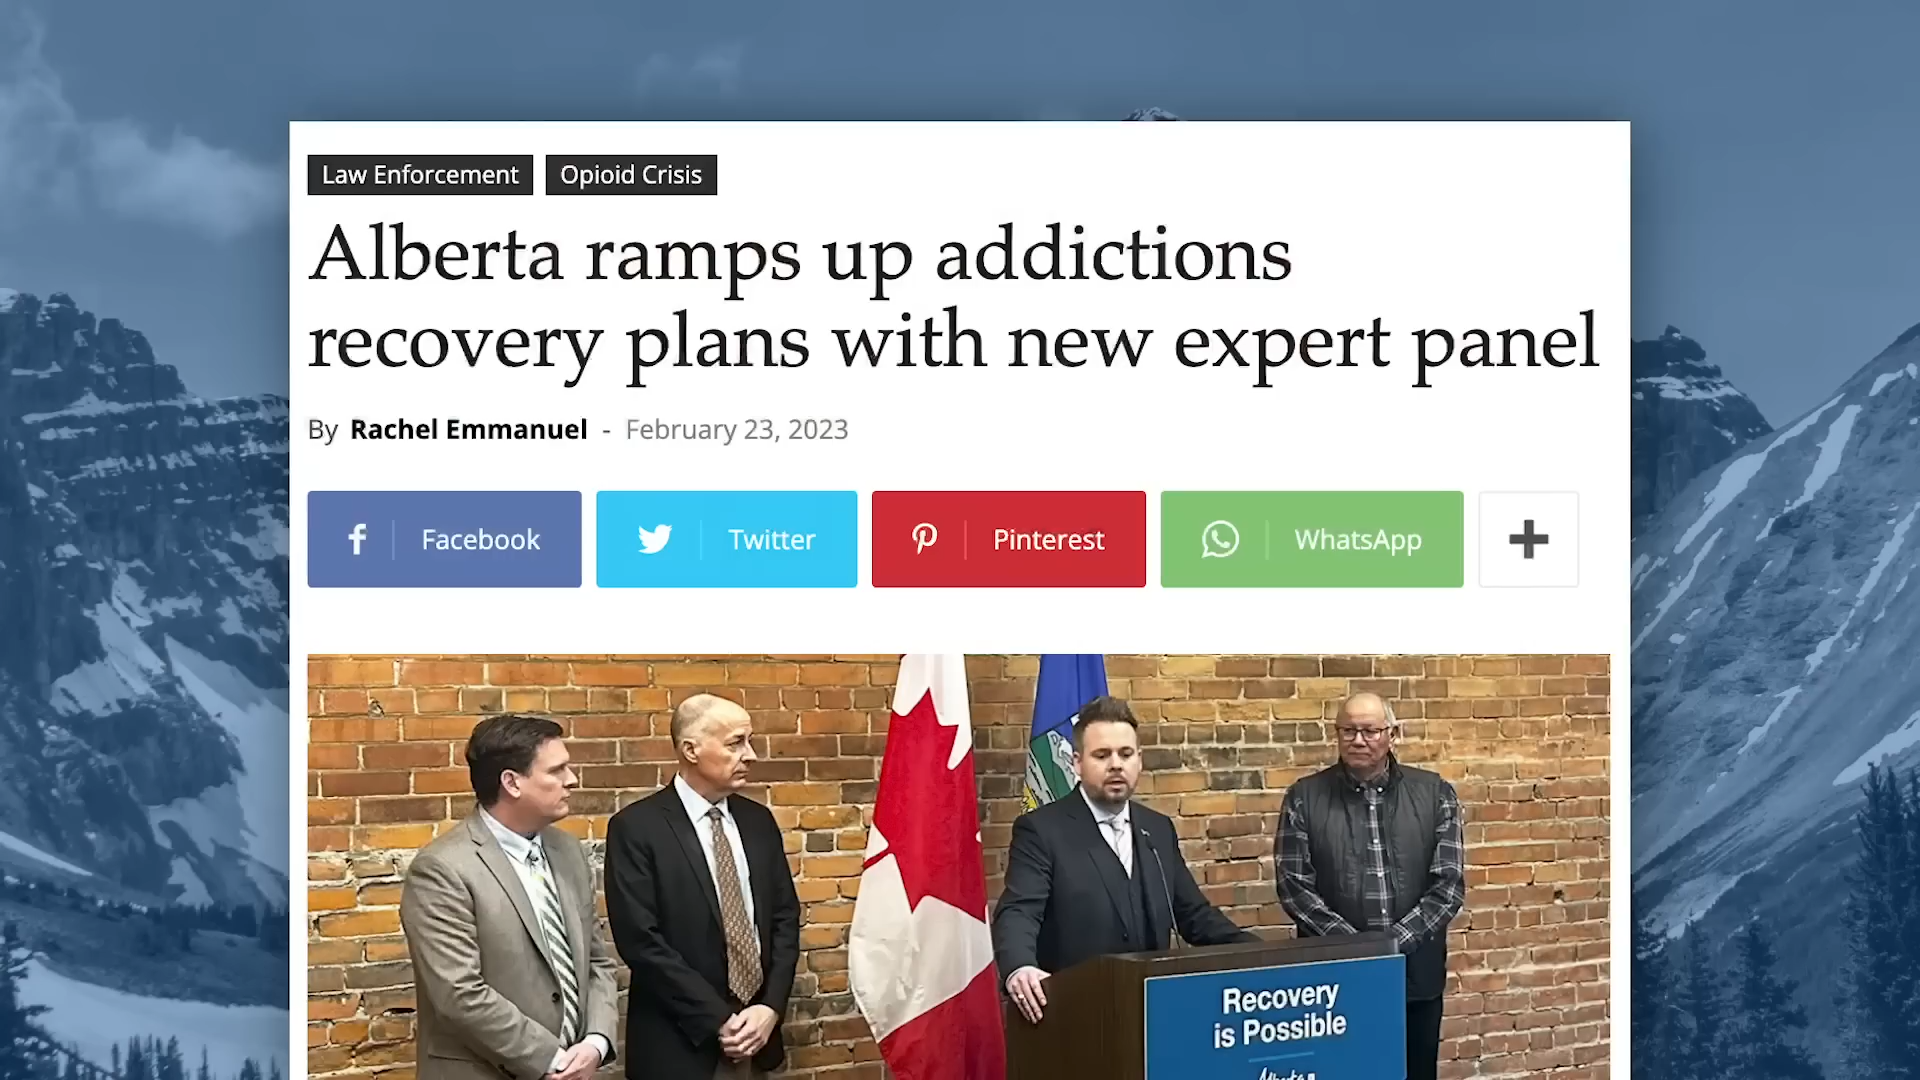 Law Enforcement Opioid Crisis
Alberta ramps up addictions
recovery plans with new expert panel
By Rachel Emmanuel - February 23, 2023
Facebook Twitter Pinterest WhatsApp
Recovery
is Possible
Alberta